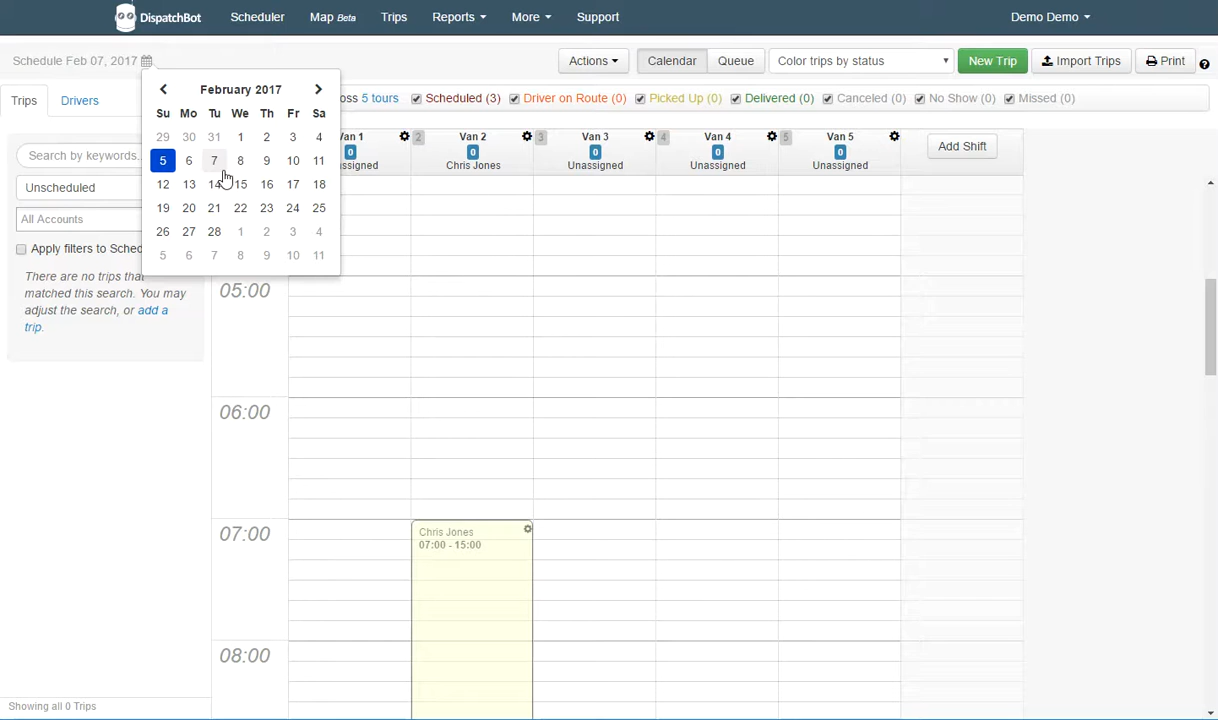 DispatchBot Scheduler Map Beta Trips Reports More Support Demo Demo
Schedule Feb 07, 2017 Actions Calendar Queue Color trips by status New Trip Import Trips Print ?
Trips Drivers oss 5 tours Scheduled (3) Driver on Route (0) Picked Up (0) Delivered (0) Canceled (0) No Show (0) Missed (0)
February 2017
Su Mo Tu We Th Fr Sa
29 30 31 1 2 3 4
5 6 7 8 9 10 11
12 13 14 15 16 17 18
19 20 21 22 23 24 25
26 27 28 1 2 3 4
5 6 7 8 9 10 11
Search by keywords..
Unscheduled
All Accounts
Apply filters to Sched
There are no trips that
matched this search. You may
adjust the search, or add a
trip.
Van 1 2 Van 2 3 Van 3 4 Van 4 5 Van 5 Add Shift
0 0 0 0 0
ssigned Chris Jones Unassigned Unassigned Unassigned
05:00
06:00
07:00
Chris Jones
07:00 - 15:00
08:00
Showing all 0 Trips